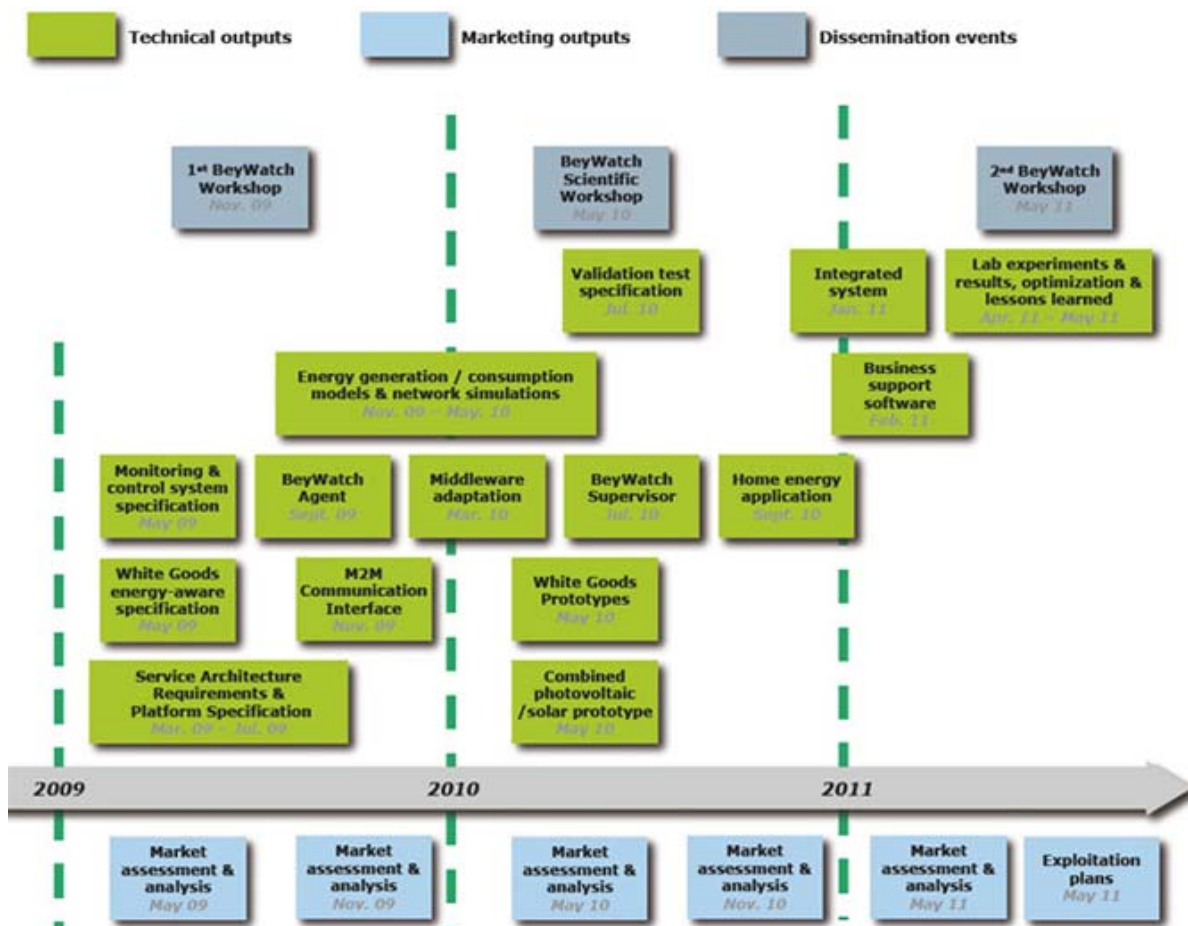 Technical outputs
Marketing outputs
Dissemination events
1st BeyWatch
Workshop
Nov. 09
BeyWatch
Scientific
Workshop
May 10
2nd BeyWatch
Workshop
May 11
Validation test
specification
Jul. 10
Integrated
system
Jan. 11
Lab experiments &
results, optimization &
lessons learned
Apr. 11 – May 11
Energy generation / consumption
models & network simulations
Nov. 09 – May. 10
Business
support
software
Feb. 11
Monitoring &
control system
specification
May 09
BeyWatch
Agent
Sept. 09
Middleware
adaptation
Mar. 10
BeyWatch
Supervisor
Jul. 10
Home energy
application
Sept. 10
White Goods
energy-aware
specification
May 09
M2M
Communication
Interface
Nov. 09
White Goods
Prototypes
May 10
Service Architecture
Requirements &
Platform Specification
Mar. 09 – Jul. 09
Combined
photovoltaic
/solar prototype
May 10
2009
2010
2011
Market
assessment &
analysis
May 09
Market
assessment &
analysis
Nov. 09
Market
assessment &
analysis
May 10
Market
assessment &
analysis
Nov. 10
Market
assessment &
analysis
May 11
Exploitation
plans
May 11